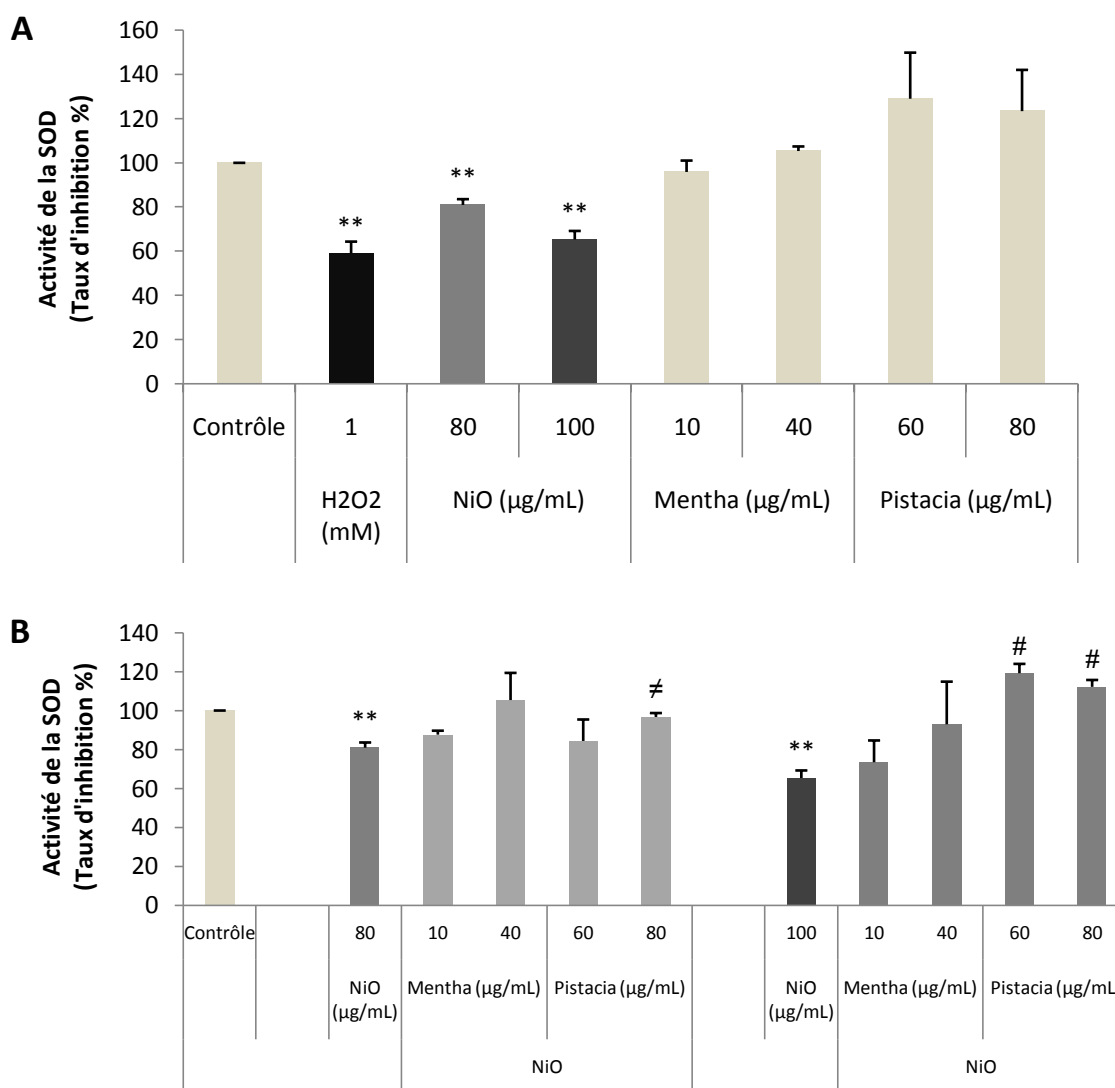 A
Activité de la SOD
(Taux d'inhibition %)
160
140
120
100
80
60
40
20
0
**
**
**
Contrôle 1 80 100 10 40 60 80
H2O2 (mM) NiO (µg/mL) Mentha (µg/mL) Pistacia (µg/mL)
B
Activité de la SOD
(Taux d'inhibition %)
140
120
100
80
60
40
20
0
**
≠
**
#
#
Contrôle 80 10 40 60 80 100 10 40 60 80
NiO (µg/mL) Mentha (µg/mL) Pistacia (µg/mL) NiO (µg/mL) Mentha (µg/mL) Pistacia (µg/mL
NiO NiO